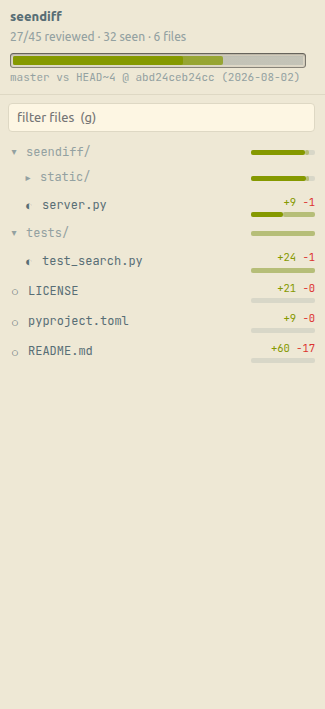 seendiff
27/45 reviewed · 32 seen · 6 files
master vs HEAD~4 @ abd24ceb24cc (2026-08-02)
filter files (g)
▾ seendiff/
▸ static/
◖ server.py +9 -1
▾ tests/
◖ test_search.py +24 -1
○ LICENSE +21 -0
○ pyproject.toml +9 -0
○ README.md +60 -17